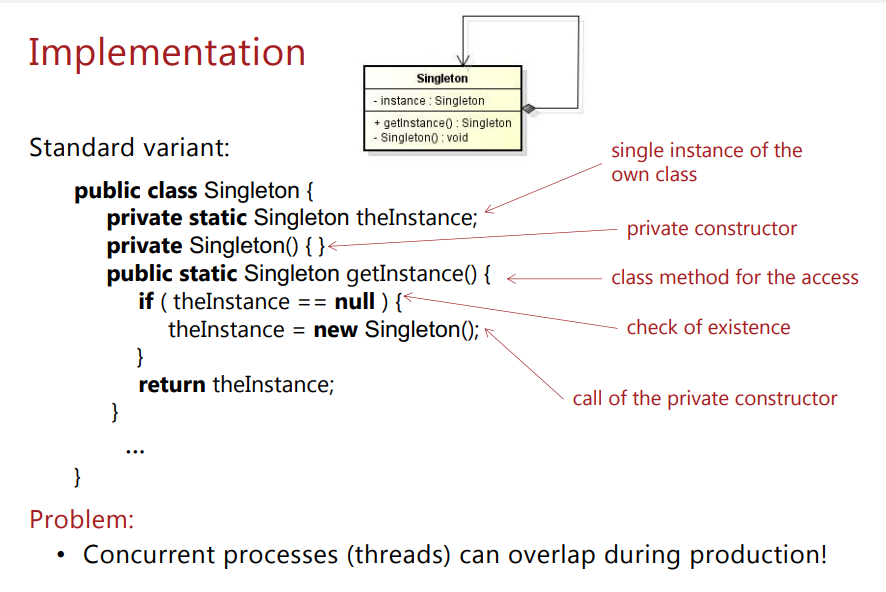 Implementation
Singleton
- instance : Singleton
+ getInstance() : Singleton
- Singleton() : void
Standard variant:
public class Singleton {
private static Singleton theInstance;
private Singleton() { }
public static Singleton getInstance() {
if ( theInstance == null ) {
theInstance = new Singleton();
}
return theInstance;
}
...
}
single instance of the
own class
private constructor
class method for the access
check of existence
call of the private constructor
Problem:
• Concurrent processes (threads) can overlap during production!